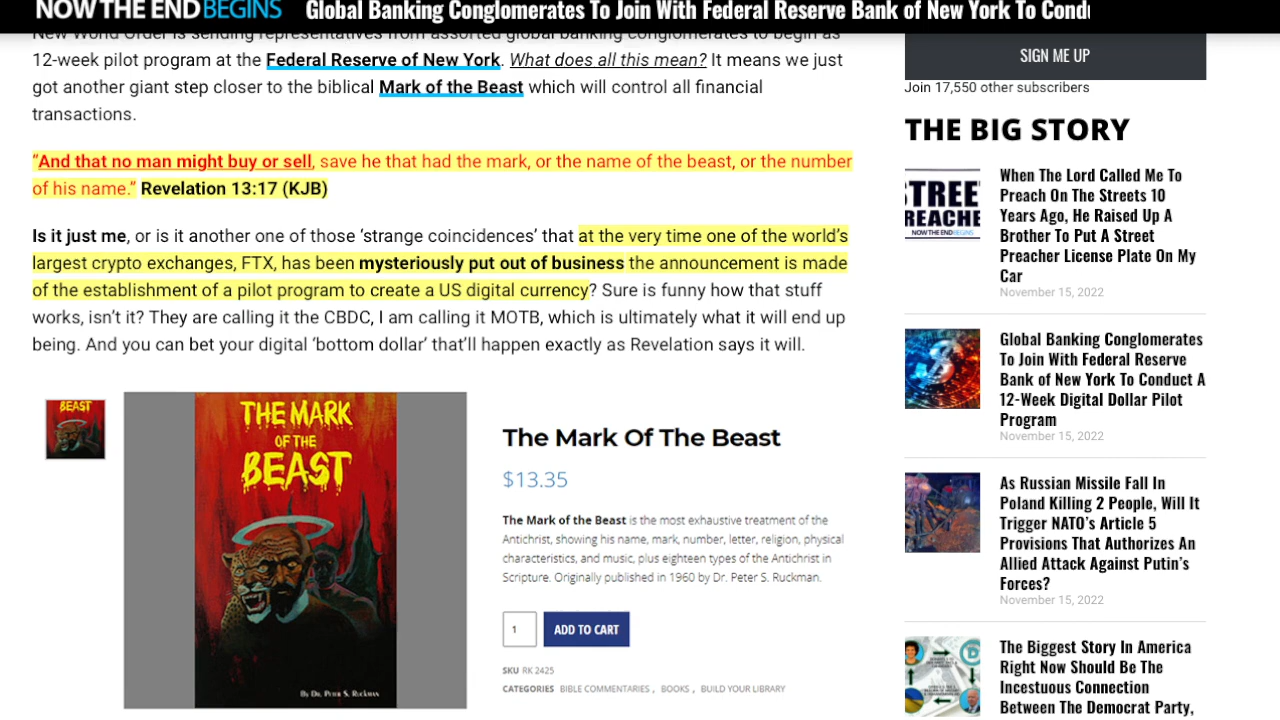 NOW THE END BEGINS
Global Banking Conglomerates To Join With Federal Reserve Bank of New York To Condu
New World Order is sending representatives from assorted global banking conglomerates to begin as
12-week pilot program at the Federal Reserve of New York. What does all this mean? It means we just
got another giant step closer to the biblical Mark of the Beast which will control all financial
transactions.
“And that no man might buy or sell, save he that had the mark, or the name of the beast, or the number
of his name.” Revelation 13:17 (KJB)
Is it just me, or is it another one of those ‘strange coincidences’ that at the very time one of the world’s
largest crypto exchanges, FTX, has been mysteriously put out of business the announcement is made
of the establishment of a pilot program to create a US digital currency? Sure is funny how that stuff
works, isn’t it? They are calling it the CBDC, I am calling it MOTB, which is ultimately what it will end up
being. And you can bet your digital ‘bottom dollar’ that’ll happen exactly as Revelation says it will.
BEAST
THE MARK
OF THE
BEAST
By Dr. Peter S. Ruckman
The Mark Of The Beast
$13.35
The Mark of the Beast is the most exhaustive treatment of the
Antichrist, showing his name, mark, number, letter, religion, physical
characteristics, and music, plus eighteen types of the Antichrist in
Scripture. Originally published in 1960 by Dr. Peter S. Ruckman.
1
ADD TO CART
SKU RK 2425
CATEGORIES BIBLE COMMENTARIES , BOOKS , BUILD YOUR LIBRARY
SIGN ME UP
Join 17,550 other subscribers
THE BIG STORY
STREE
REACHE
NOW THE END BEGINS
When The Lord Called Me To
Preach On The Streets 10
Years Ago, He Raised Up A
Brother To Put A Street
Preacher License Plate On My
Car
November 15, 2022
Global Banking Conglomerates
To Join With Federal Reserve
Bank of New York To Conduct A
12-Week Digital Dollar Pilot
Program
November 15, 2022
As Russian Missile Fall In
Poland Killing 2 People, Will It
Trigger NATO’s Article 5
Provisions That Authorizes An
Allied Attack Against Putin’s
Forces?
November 15, 2022
The Biggest Story In America
Right Now Should Be The
Incestuous Connection
Between The Democrat Party,